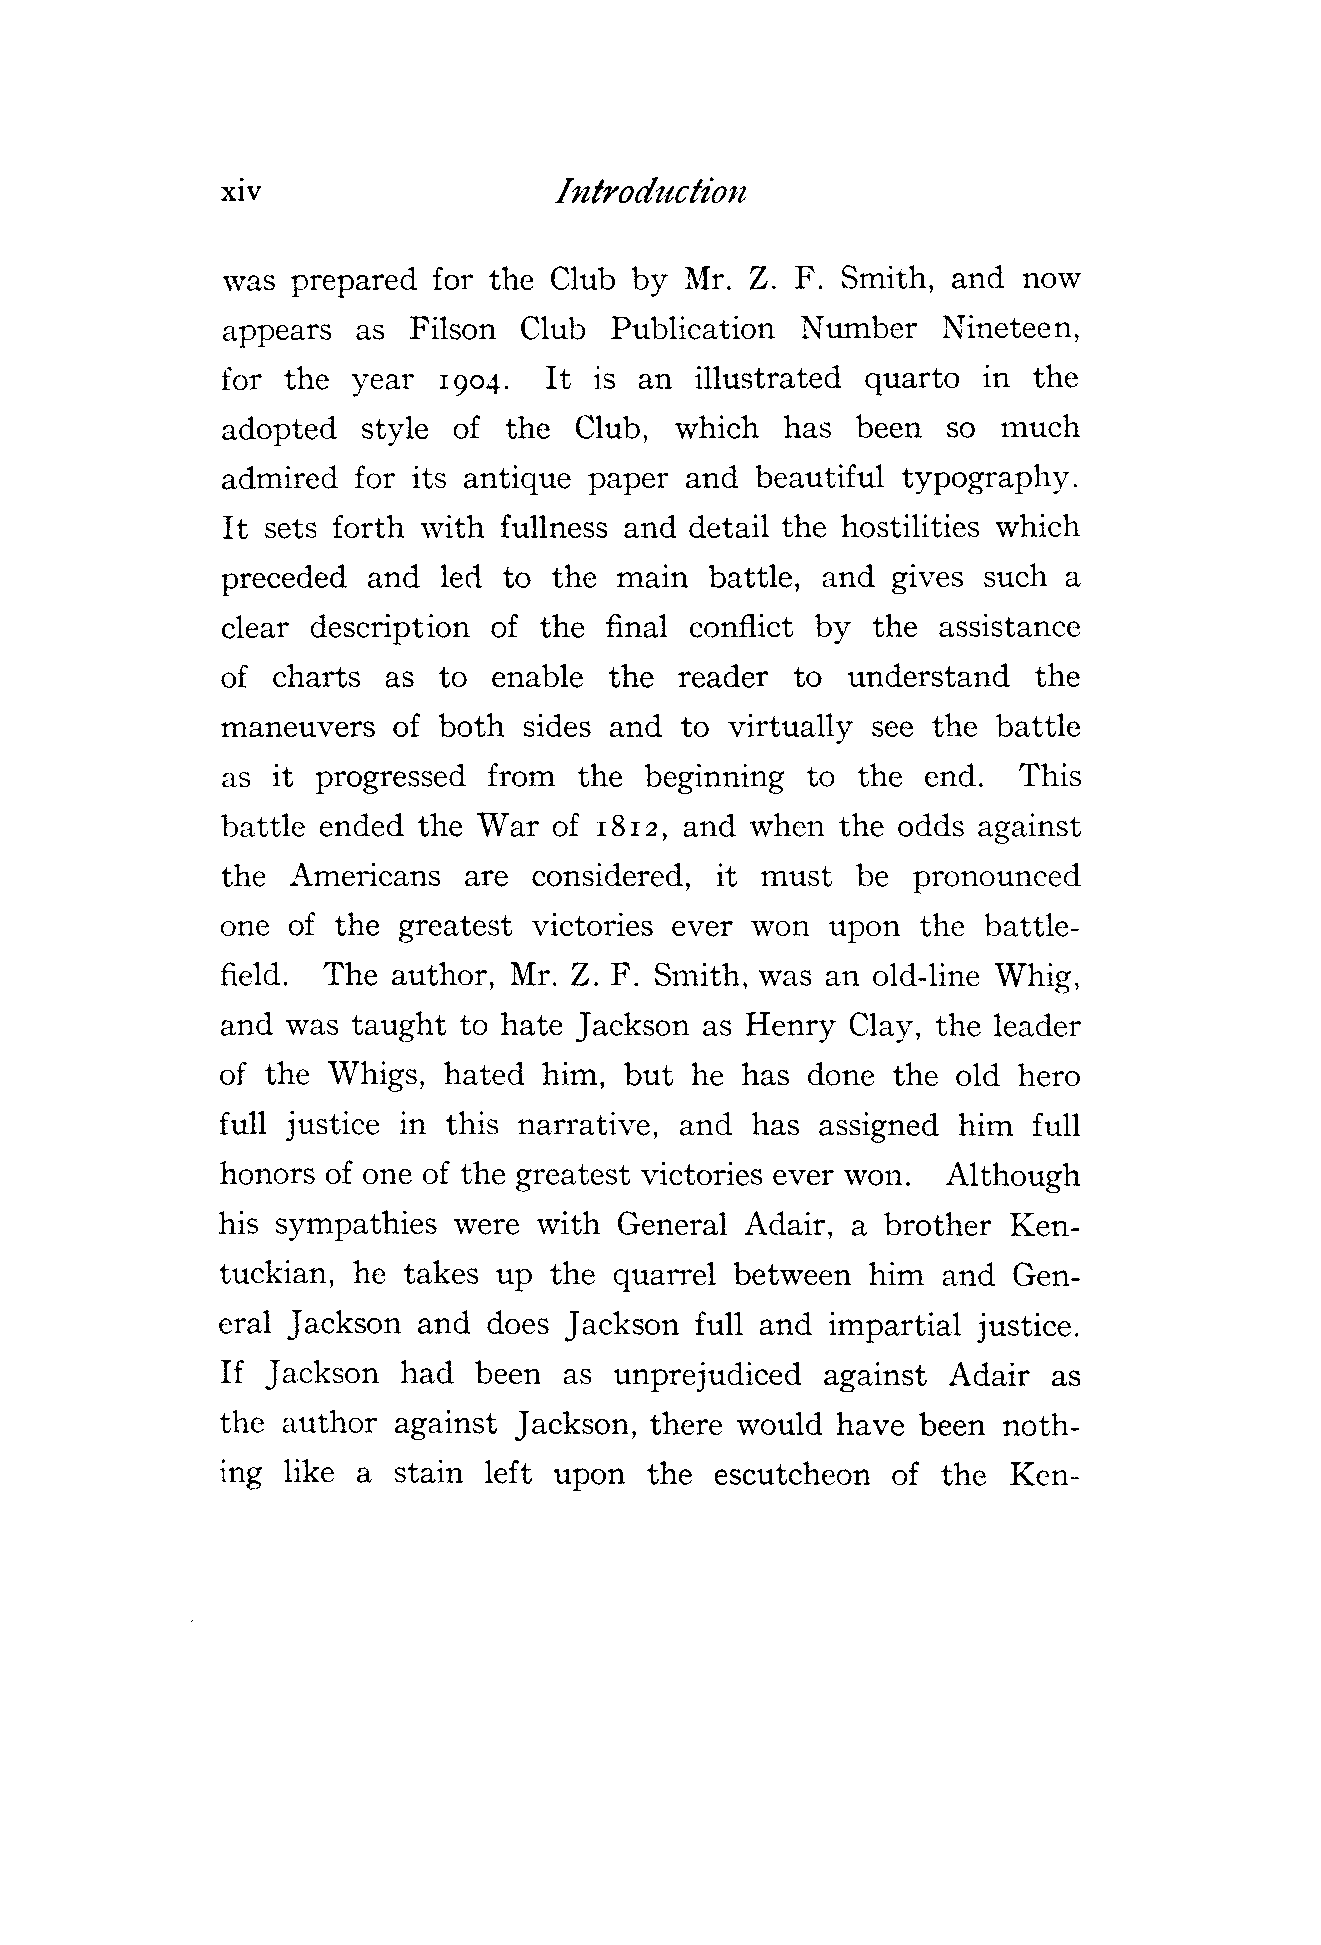 xiv Introduction
was prepared for the Club by Mr. Z. F. Smith, and now
appears as Filson Club Publication Number Nineteen,
for the year 1904. It is an illustrated quarto in the
adopted style of the Club, which has been so much
admired for its antique paper and beautiful typography.
It sets forth with fullness and detail the hostilities which
preceded and led to the main battle, and gives such a
clear description of the final conflict by the assistance
of charts as to enable the reader to understand the
maneuvers of both sides and to virtually see the battle
as it progressed from the beginning to the end. This
battle ended the War of 1812, and when the odds against
the Americans are considered, it must be pronounced
one of the greatest victories ever won upon the battle-
field. The author, Mr. Z. F. Smith, was an old-line Whig,
and was taught to hate Jackson as Henry Clay, the leader
of the Whigs, hated him, but he has done the old hero
full justice in this narrative, and has assigned him full
honors of one of the greatest victories ever won. Although
his sympathies were with General Adair, a brother Ken-
tuckian, he takes up the quarrel between him and Gen-
eral Jackson and does Jackson full and impartial justice.
If Jackson had been as unprejudiced against Adair as
the author against Jackson, there would have been noth-
ing like a stain left upon the escutcheon of the Ken-